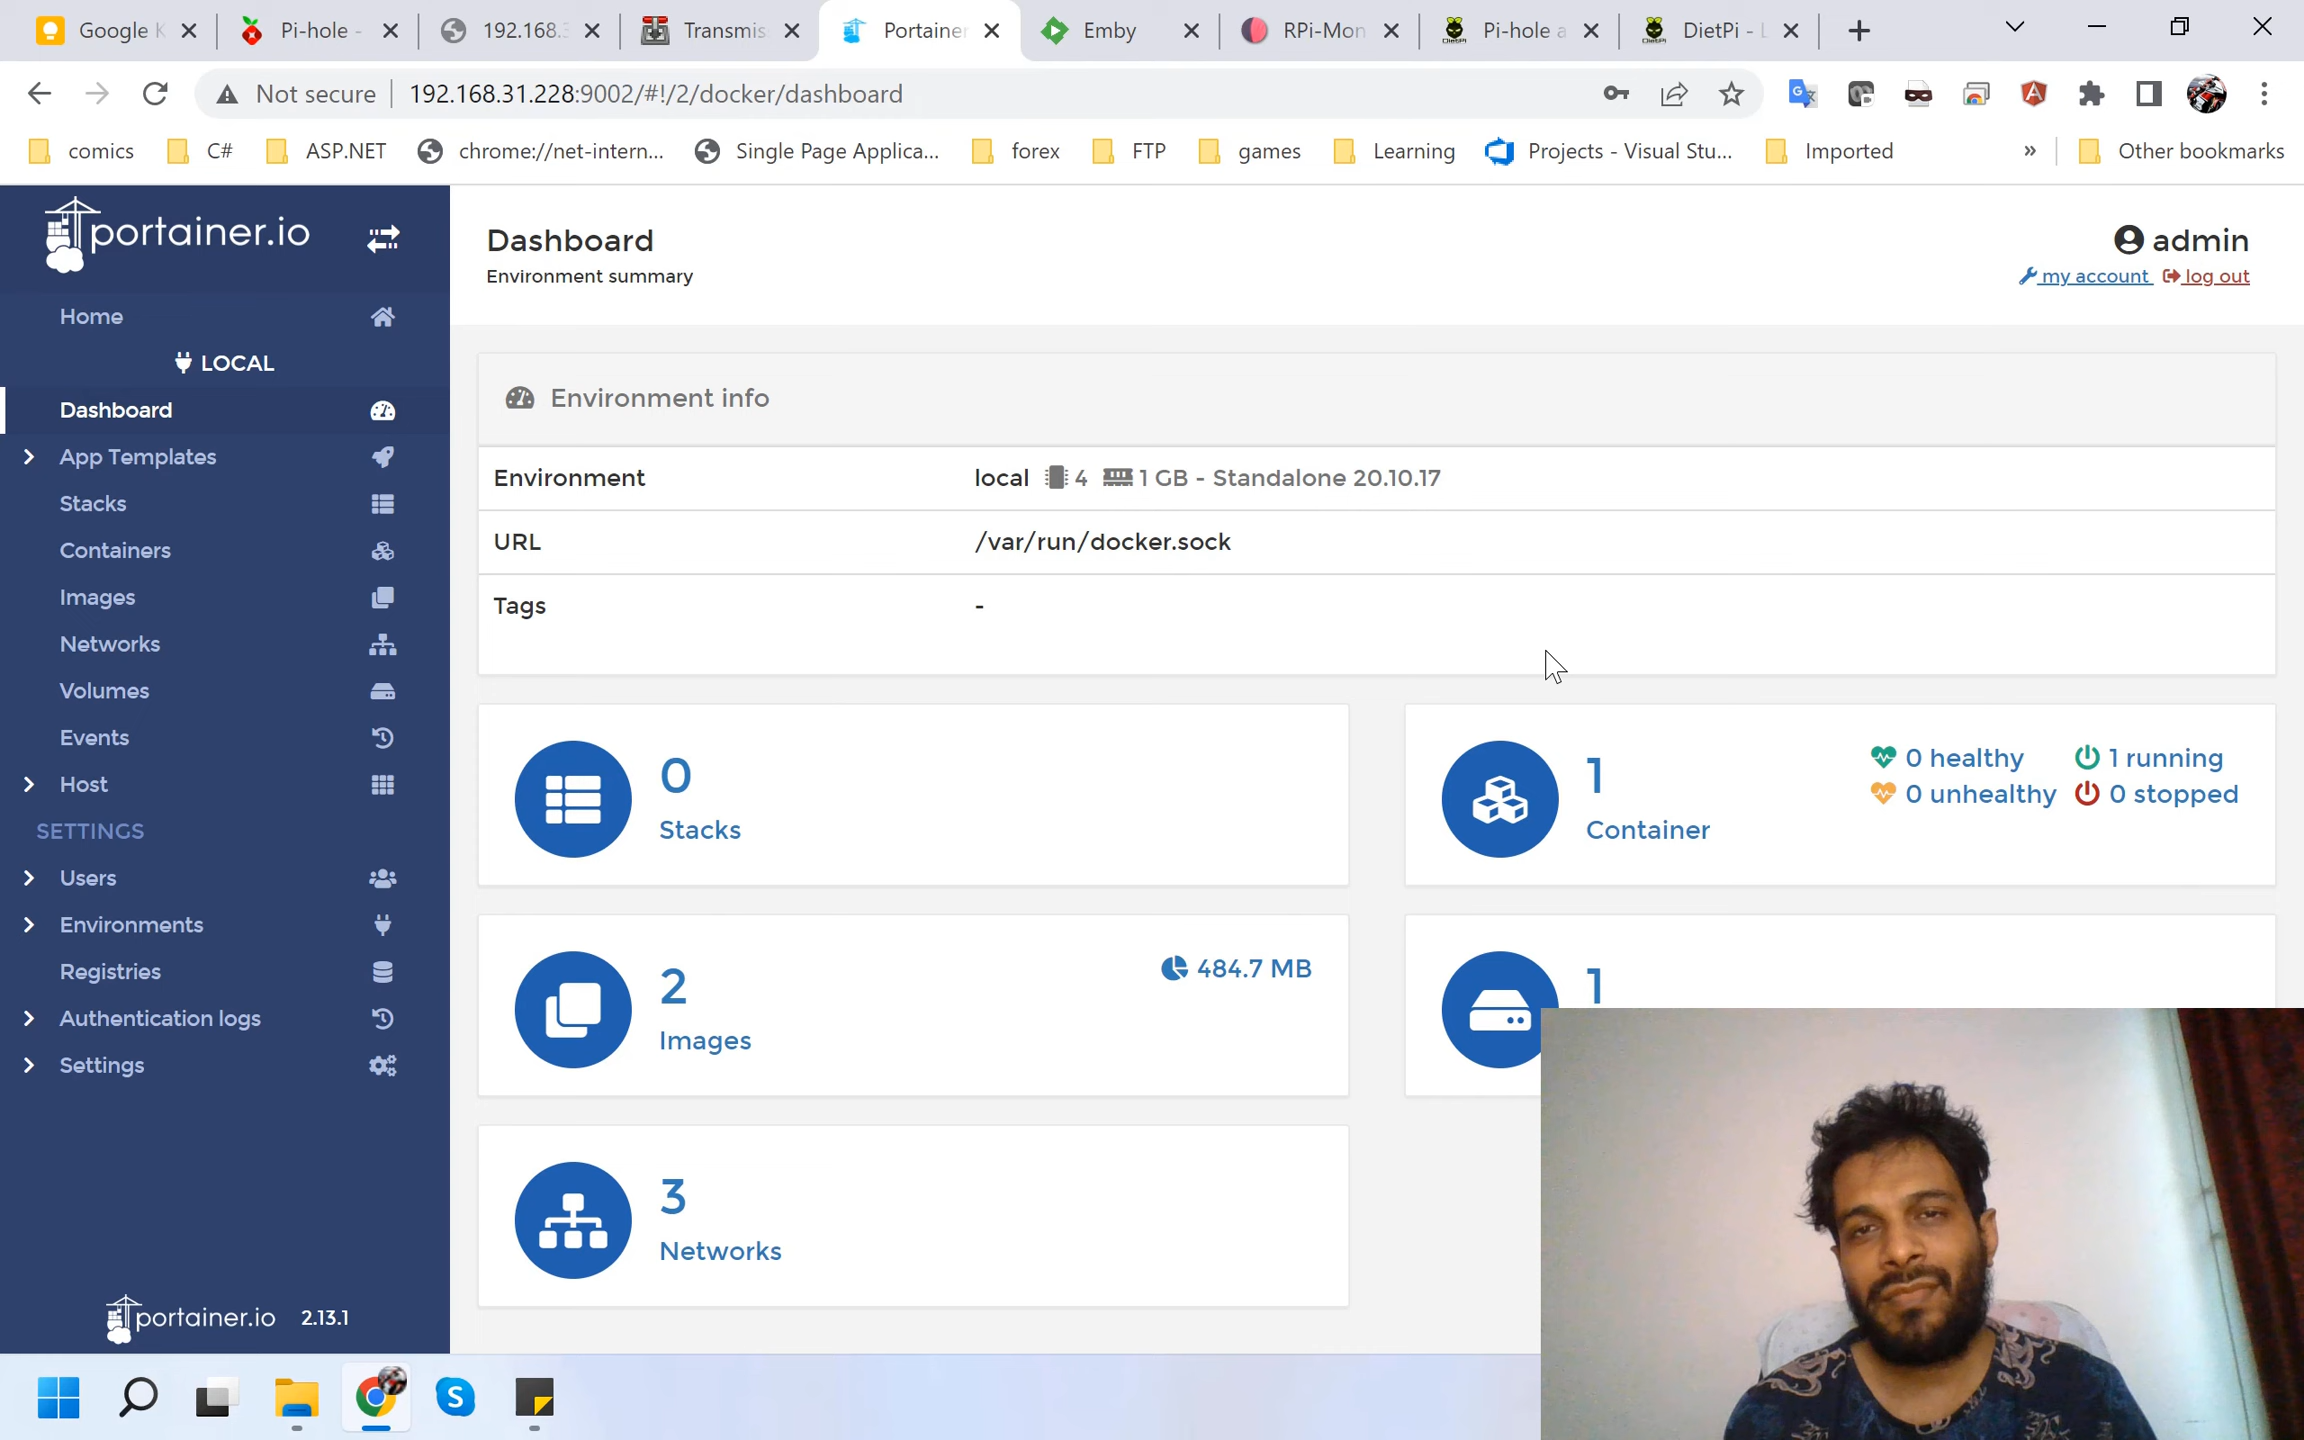 Google K
Pi-hole -
192.168.3
Transmis
Portainer
Emby
RPi-Mon
Pi-hole a
DietPi - L
Not secure
192.168.31.228:9002/#!/2/docker/dashboard
comics
C#
ASP.NET
chrome://net-intern...
Single Page Applica...
forex
FTP
games
Learning
Projects - Visual Stu...
Imported
»
Other bookmarks
portainer.io
Home
LOCAL
Dashboard
App Templates
Stacks
Containers
Images
Networks
Volumes
Events
Host
SETTINGS
Users
Environments
Registries
Authentication logs
Settings
portainer.io 2.13.1
Dashboard
Environment summary
admin
my account log out
Environment info
Environment local 4 1 GB - Standalone 20.10.17
URL /var/run/docker.sock
Tags -
0
Stacks
1
Container
0 healthy 1 running
0 unhealthy 0 stopped
2
Images
484.7 MB
1
3
Networks